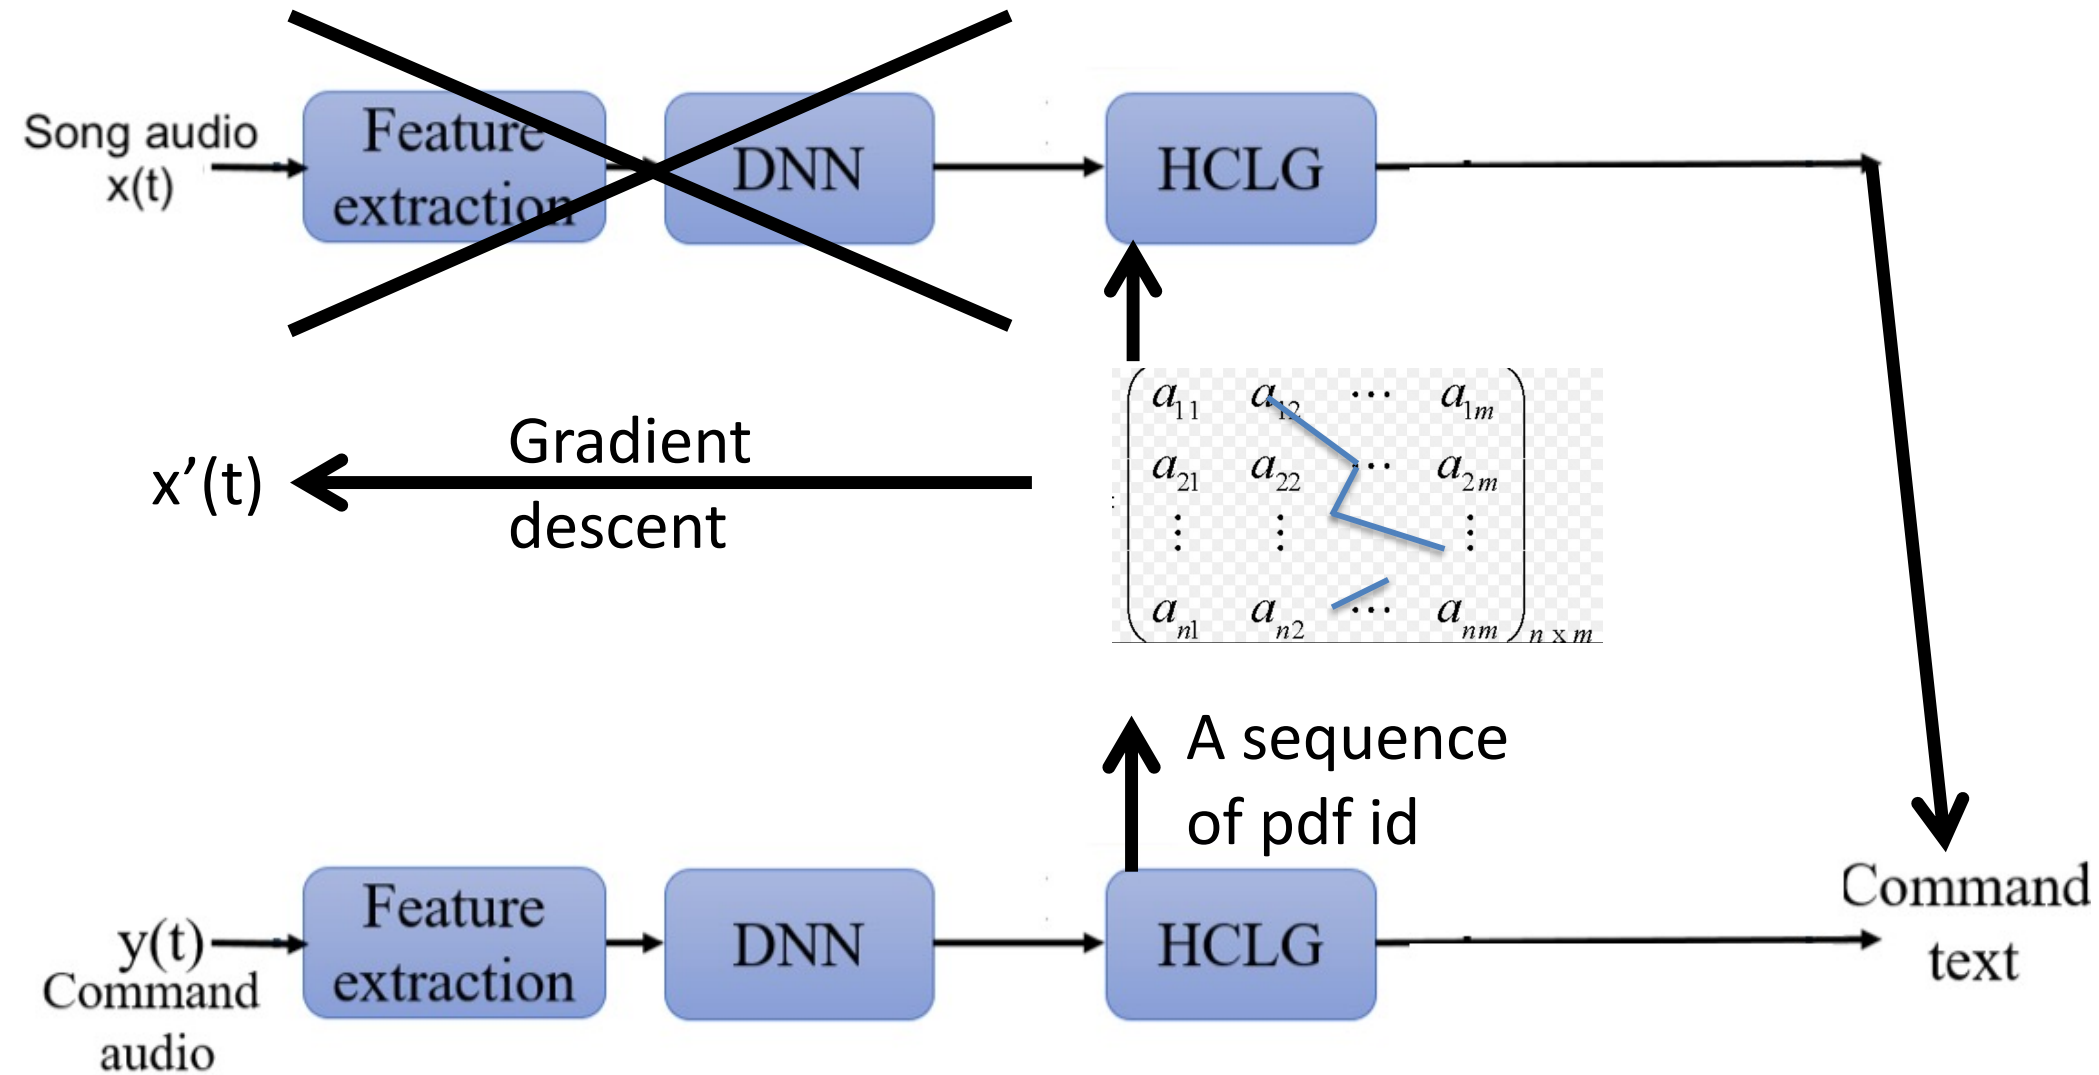 Song audio
x(t)
Feature
extraction
DNN
HCLG
x’(t)
Gradient
descent
a11 a12 ⋯ a1m
a21 a22 ⋯ a2m
⋮ ⋮ ⋮
an1 an2 ⋯ anm
n x m
A sequence
of pdf id
y(t)
Command
audio
Feature
extraction
DNN
HCLG
Command
text